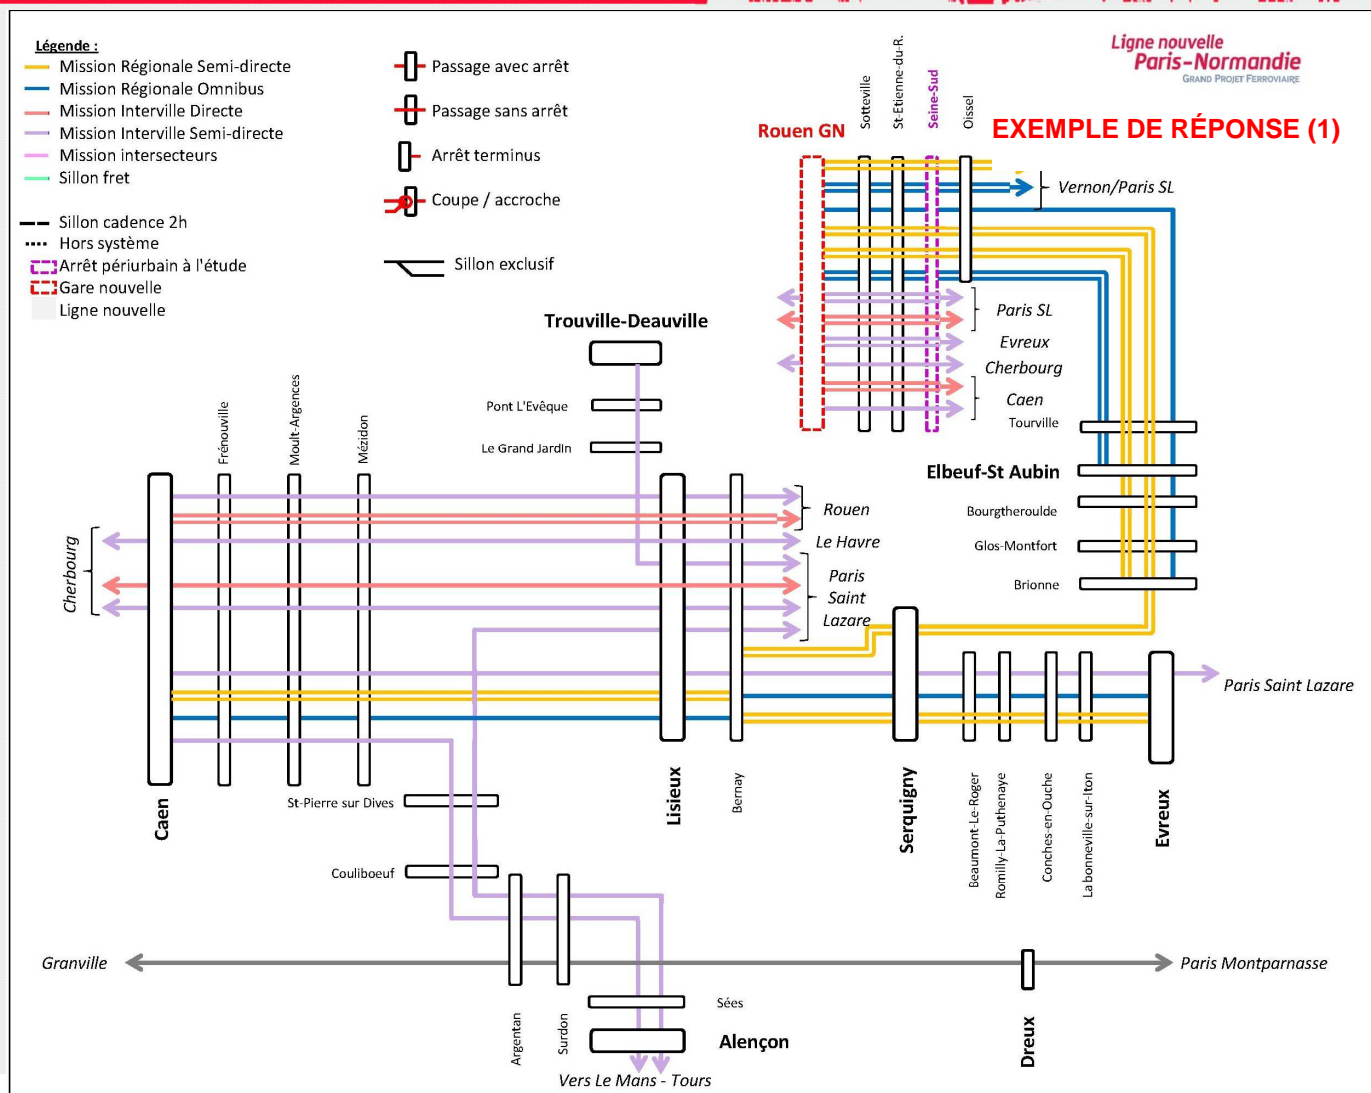 Légende :
Mission Régionale Semi-directe
Mission Régionale Omnibus
Mission Interville Directe
Mission Interville Semi-directe
Mission intersecteurs
Sillon fret
Sillon cadence 2h
Hors système
Arrêt périurbain à l'étude
Gare nouvelle
Ligne nouvelle
Passage avec arrêt
Passage sans arrêt
Arrêt terminus
Coupe / accroche
Sillon exclusif
Ligne nouvelle
Paris-Normandie
GRAND PROJET FERROVIAIRE
EXEMPLE DE RÉPONSE (1)
Rouen GN
Sotteville
St-Etienne-du-R.
Seine-Sud
Oissel
Vernon/Paris SL
Paris SL
Evreux
Cherbourg
Caen
Tourville
Elbeuf-St Aubin
Bourgtheroulde
Glos-Montfort
Brionne
Trouville-Deauville
Pont L'Evêque
Le Grand Jardin
Frénouville
Moult-Argences
Mézidon
Rouen
Le Havre
Paris
Saint
Lazare
Cherbourg
Paris Saint Lazare
Caen
St-Pierre sur Dives
Couliboeuf
Lisieux
Bernay
Serquigny
Beaumont-Le-Roger
Romilly-La-Puthenaye
Conches-en-Ouche
La bonneville-sur-Iton
Evreux
Granville
Paris Montparnasse
Argentan
Surdon
Sées
Alençon
Dreux
Vers Le Mans - Tours